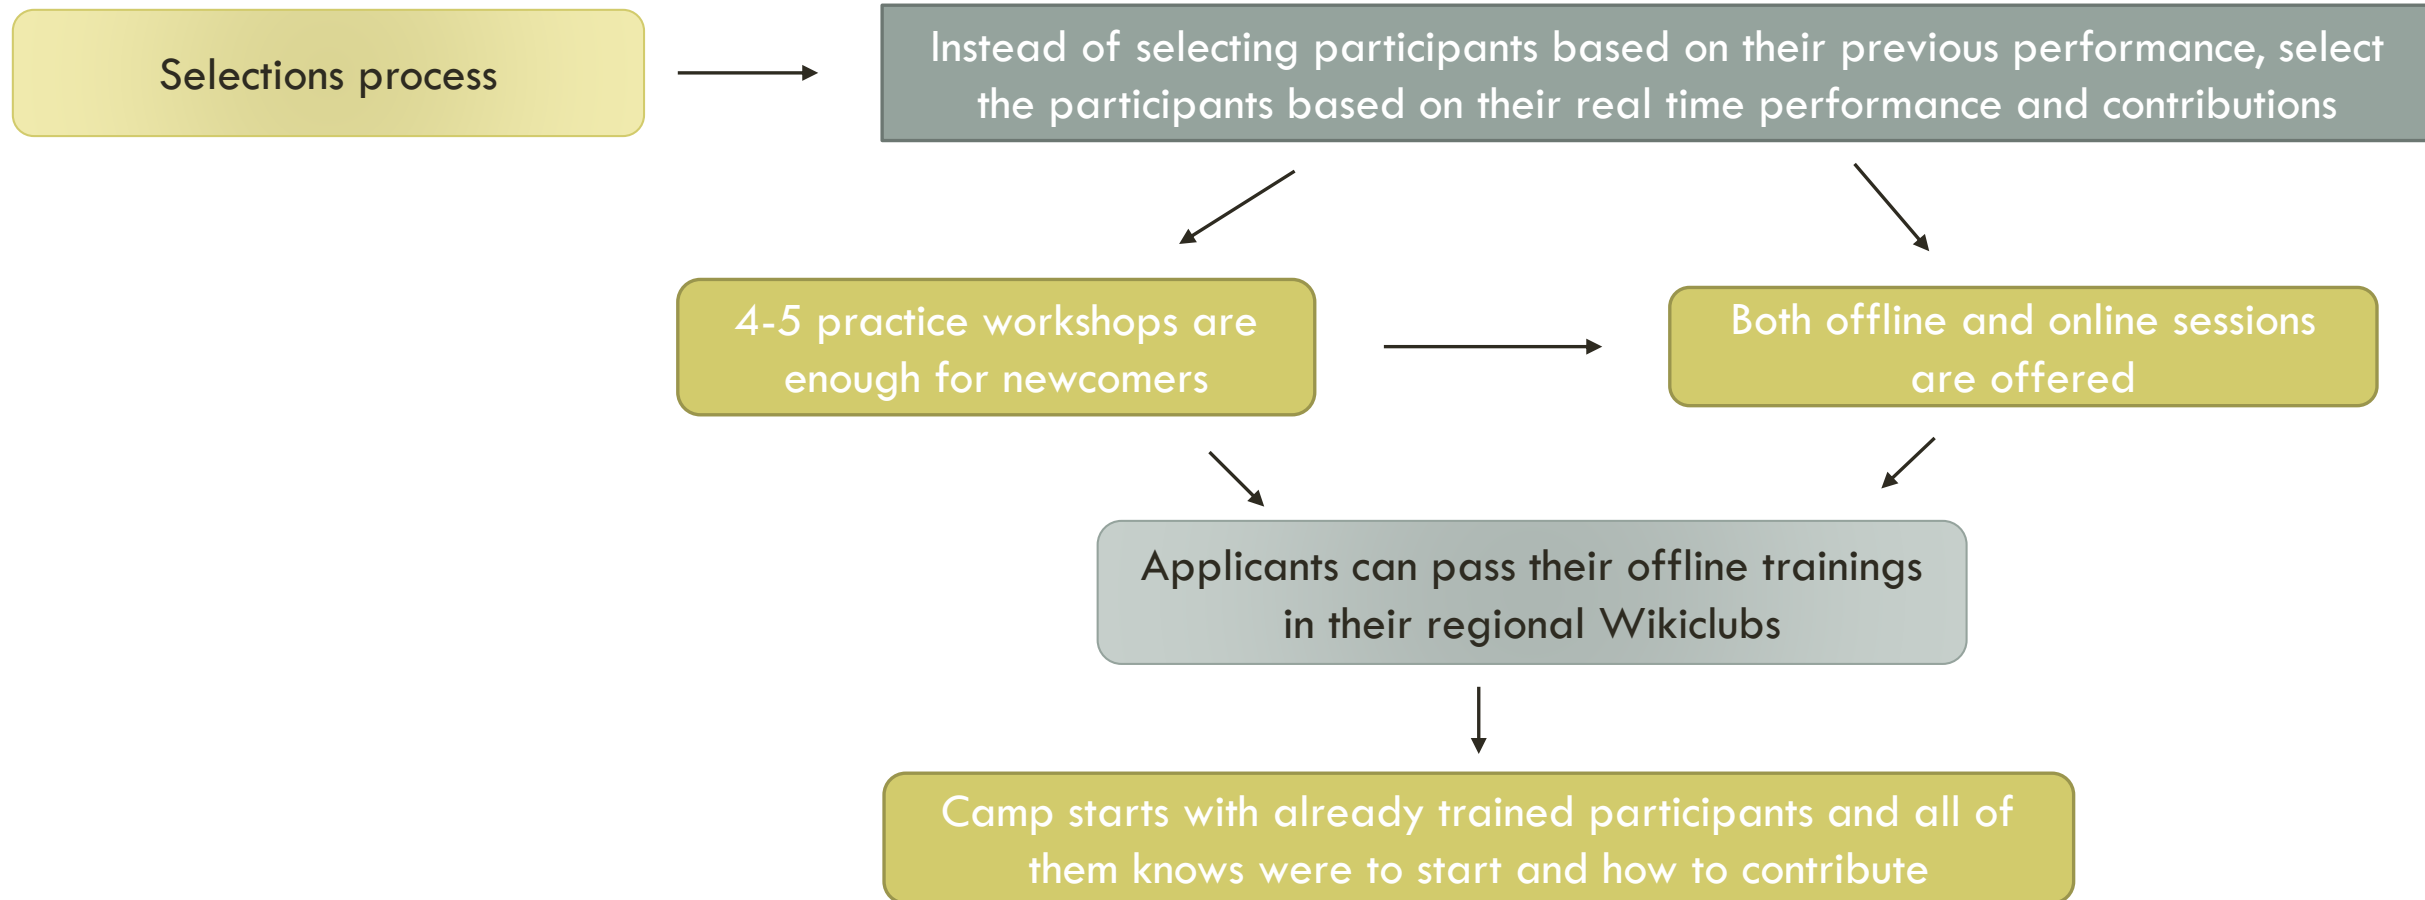 Selections process
Instead of selecting participants based on their previous performance, select
the participants based on their real time performance and contributions
4-5 practice workshops are
enough for newcomers
Both offline and online sessions
are offered
Applicants can pass their offline trainings
in their regional Wikiclubs
Camp starts with already trained participants and all of
them knows were to start and how to contribute